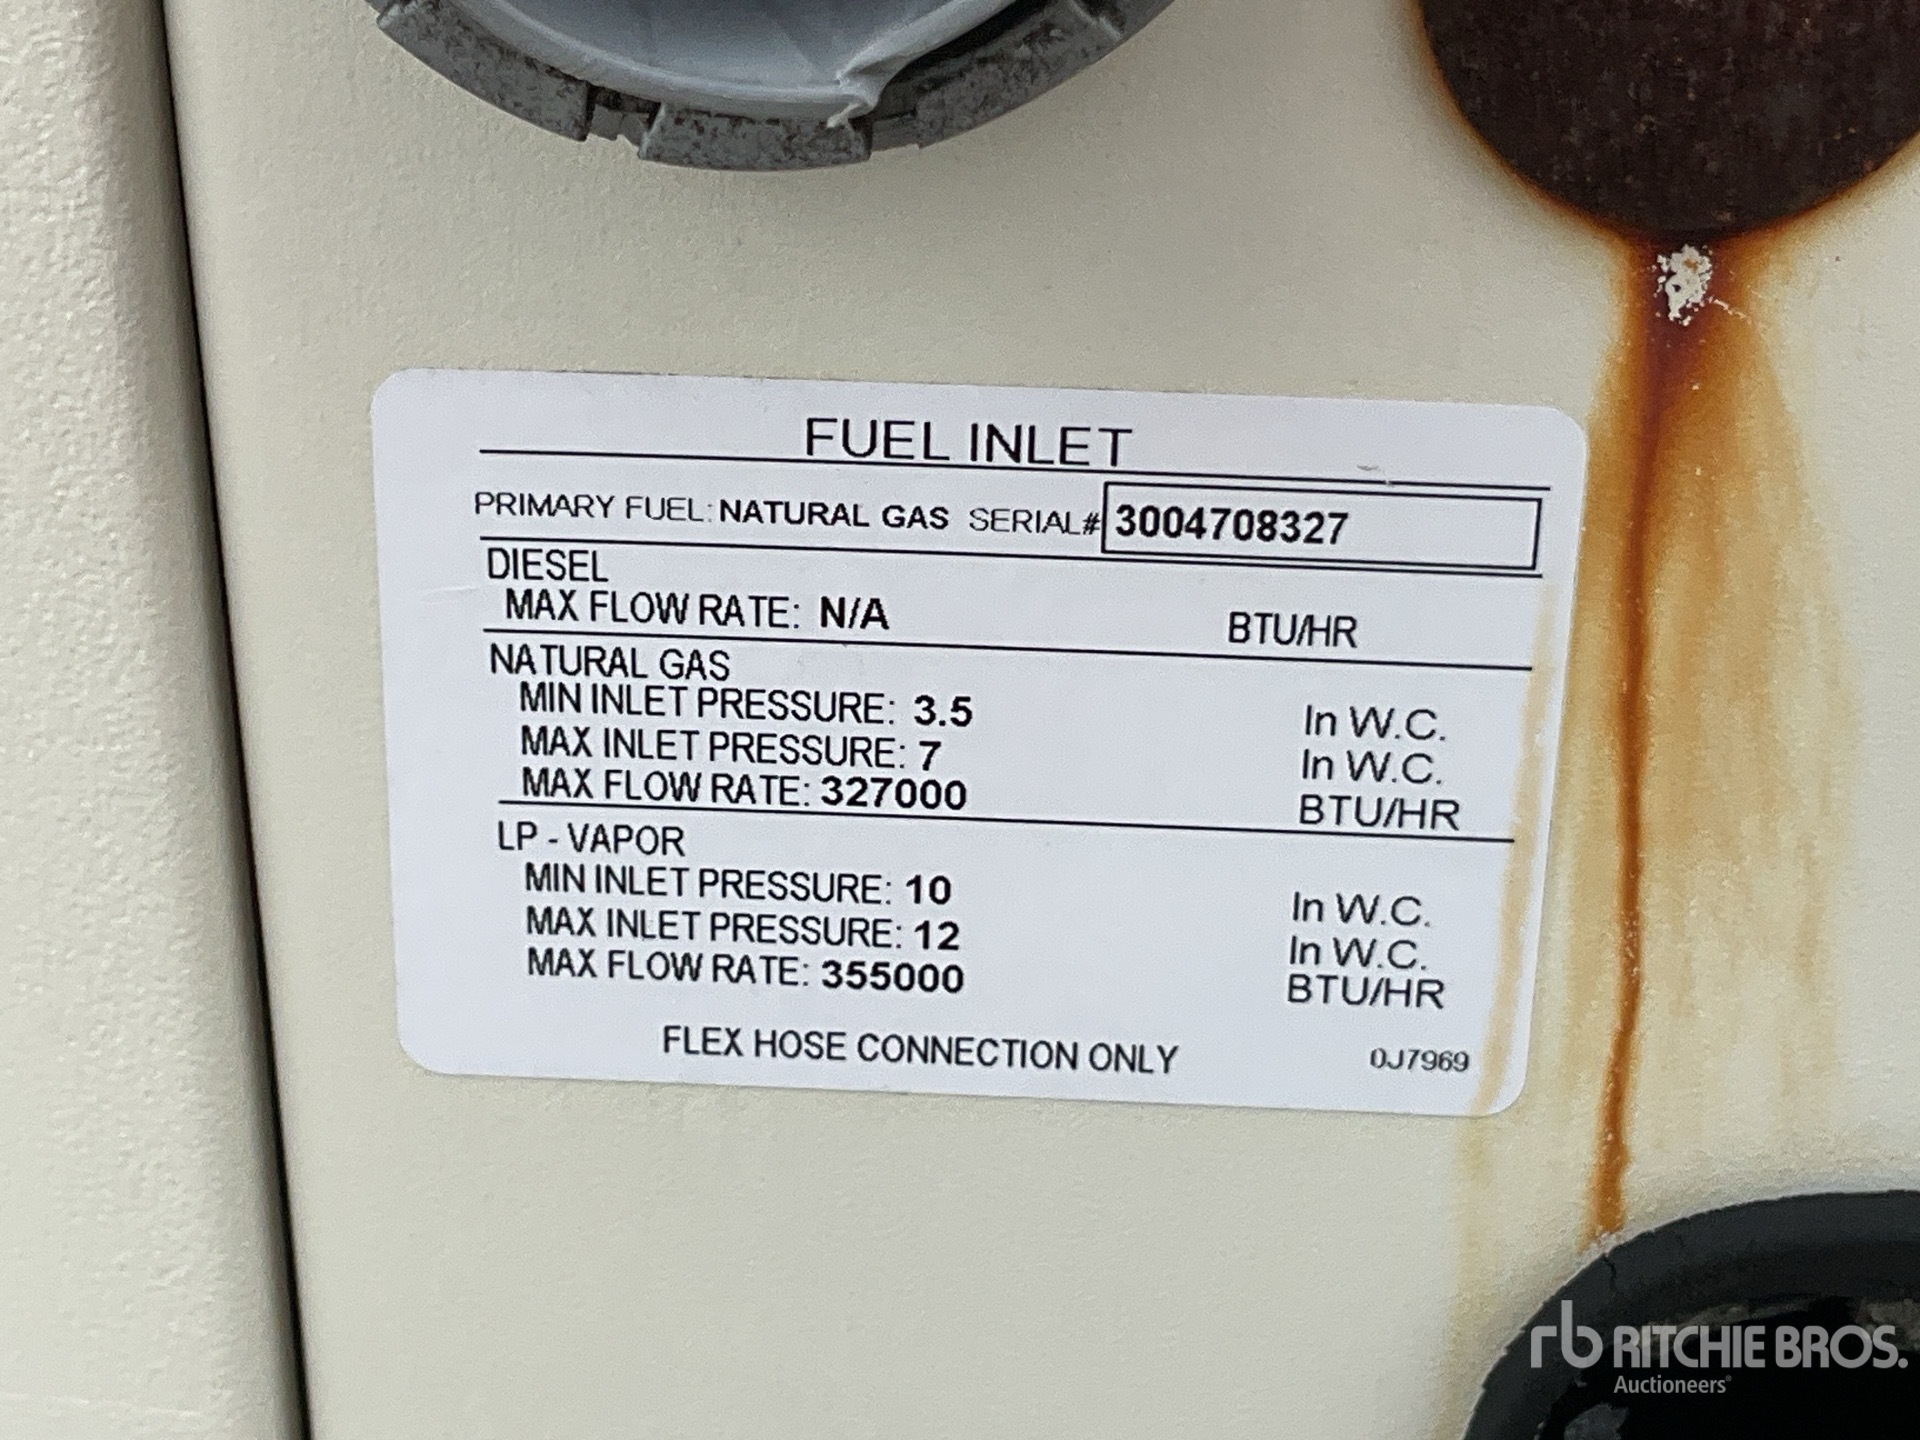 FUEL INLET
PRIMARY FUEL: NATURAL GAS SERIAL# 3004708327
DIESEL
MAX FLOW RATE: N/A BTU/HR
NATURAL GAS
MIN INLET PRESSURE: 3.5 In W.C.
MAX INLET PRESSURE: 7 In W.C.
MAX FLOW RATE: 327000 BTU/HR
LP - VAPOR
MIN INLET PRESSURE: 10 In W.C.
MAX INLET PRESSURE: 12 In W.C.
MAX FLOW RATE: 355000 BTU/HR
FLEX HOSE CONNECTION ONLY 0J7969
rb RITCHIE BROS.
Auctioneers®